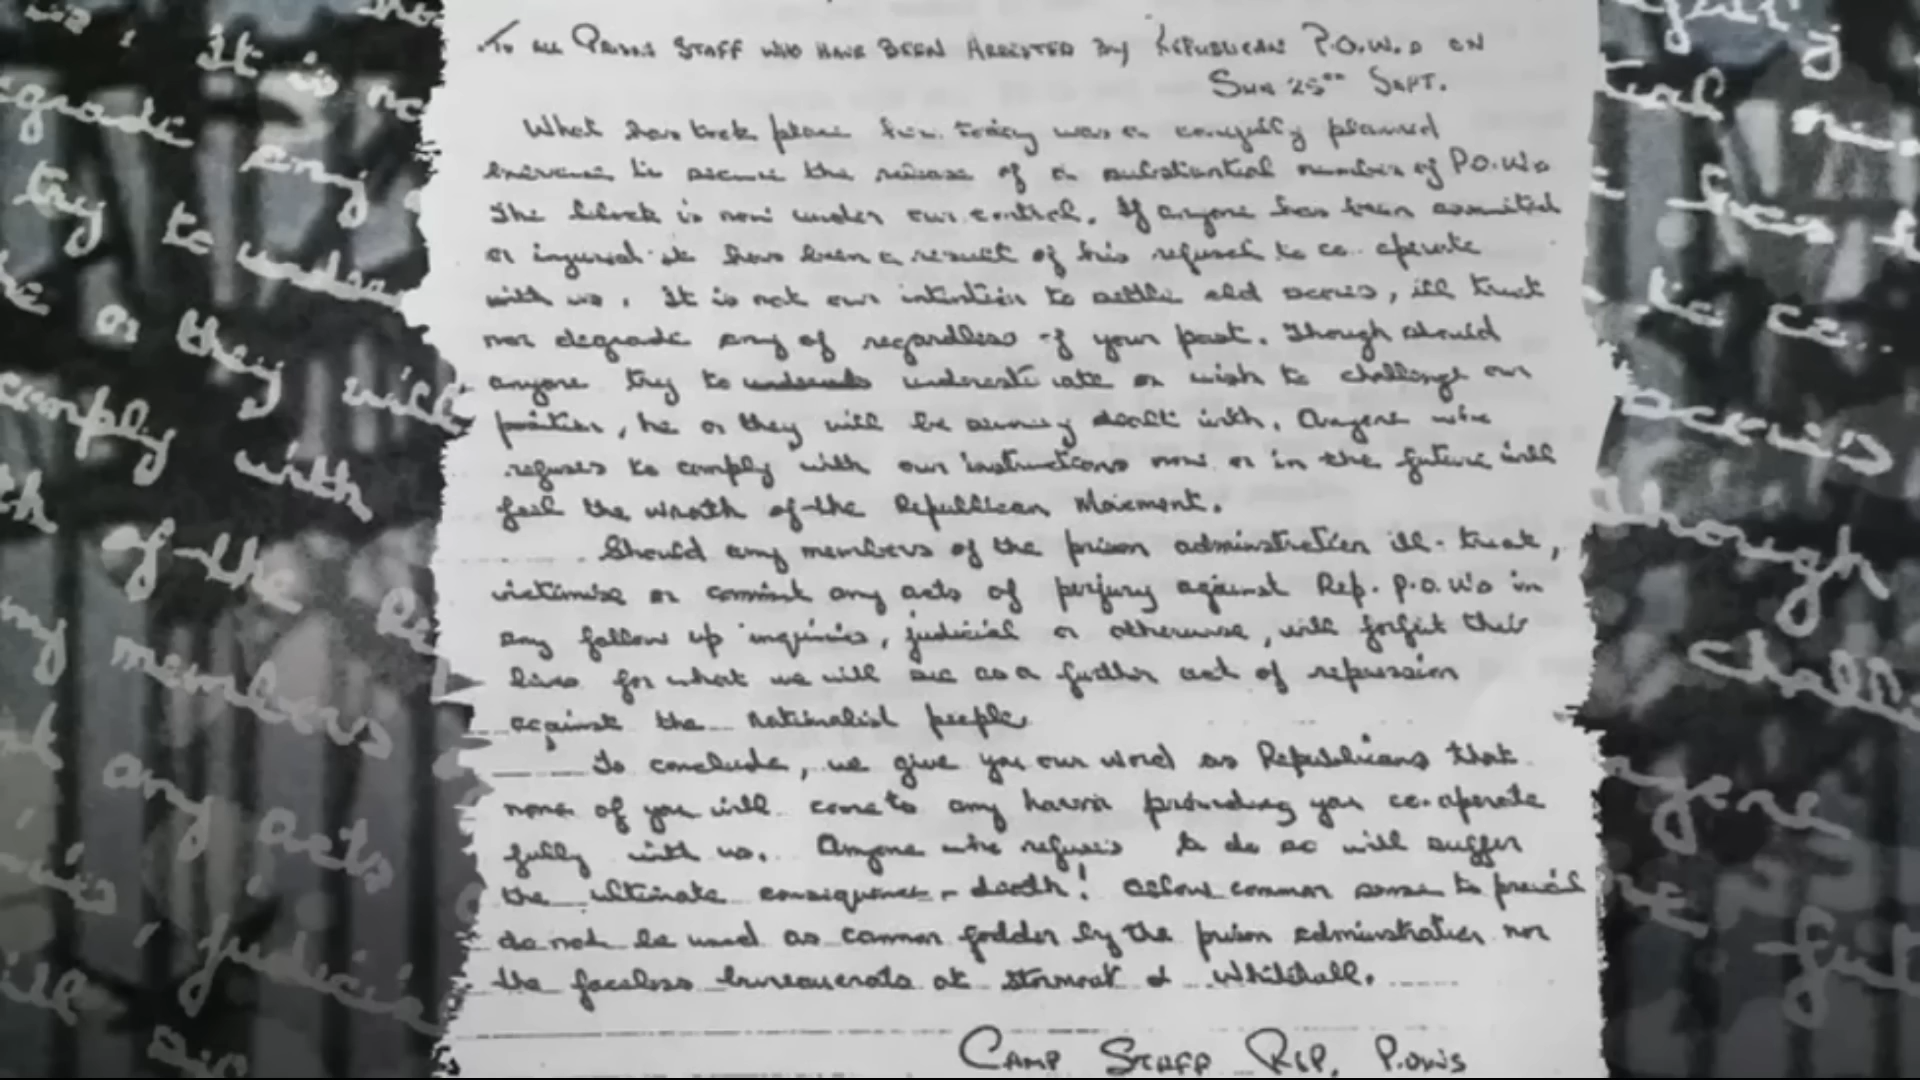 To ALL PRISON STAFF WHO HAVE BEEN ARRESTED BY REPUBLICAN P.O.W.s ON
SUN 25TH SEPT.
What has took place here today was a carefully planned
exercise to secure the release of a substantial number of P.O.W's
The block is now under our control. If anyone has been assaulted
or injured it has been a result of his refusal to co-operate
with us. It is not our intention to settle old scores, ill treat
nor degrade any of regardless of your past. Though should
anyone try to underestimate or wish to challenge our
position, he or they will be severely dealt with. Anyone who
refuses to comply with our instructions now or in the future will
feel the wrath of the Republican Movement.
Should any members of the prison adminstration ill-treat,
victimise or commit any acts of perjury against Rep. P.O.W's in
any follow up inquiries, judicial or otherwise, will forfeit their
lives for what we will see as a further act of repression
against the nationalist people
To conclude, we give you our word as Republicans that
none of you will come to any harm providing you co-operate
fully with us. Anyone who refuses to do so will suffer
the ultimate consequence - death! Allow common sense to prevail
do not be used as cannon fodder by the prison adminstration nor
the faceless bureaucrats at Stormont & Whitehall.
CAMP STAFF REP. P.OW's